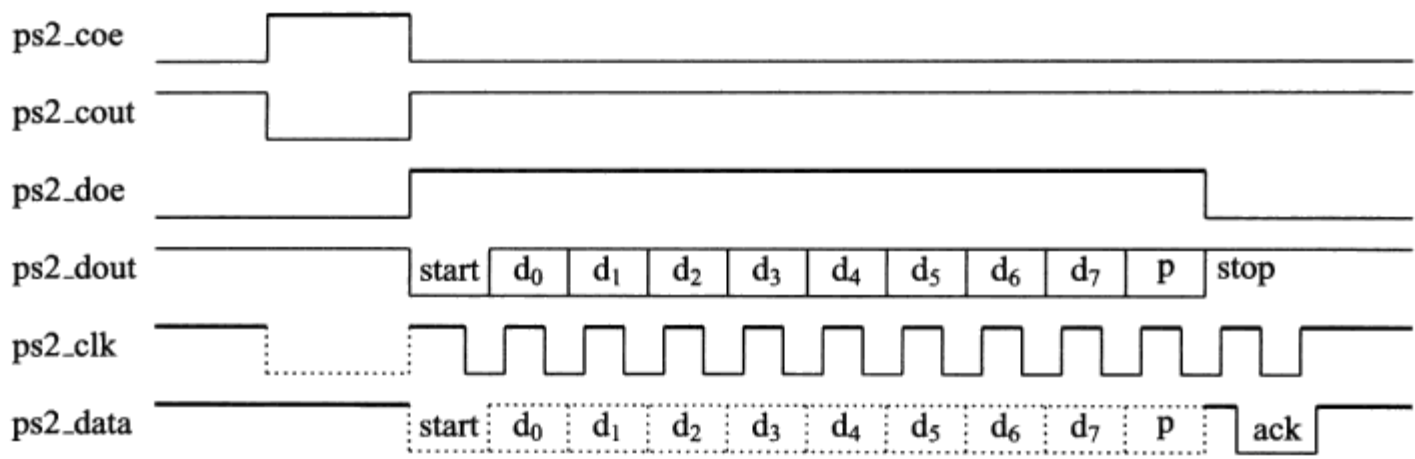 ps2_coe
ps2_cout
ps2_doe
ps2_dout start d₀ d₁ d₂ d₃ d₄ d₅ d₆ d₇ p stop
ps2_clk
ps2_data start d₀ d₁ d₂ d₃ d₄ d₅ d₆ d₇ p ack